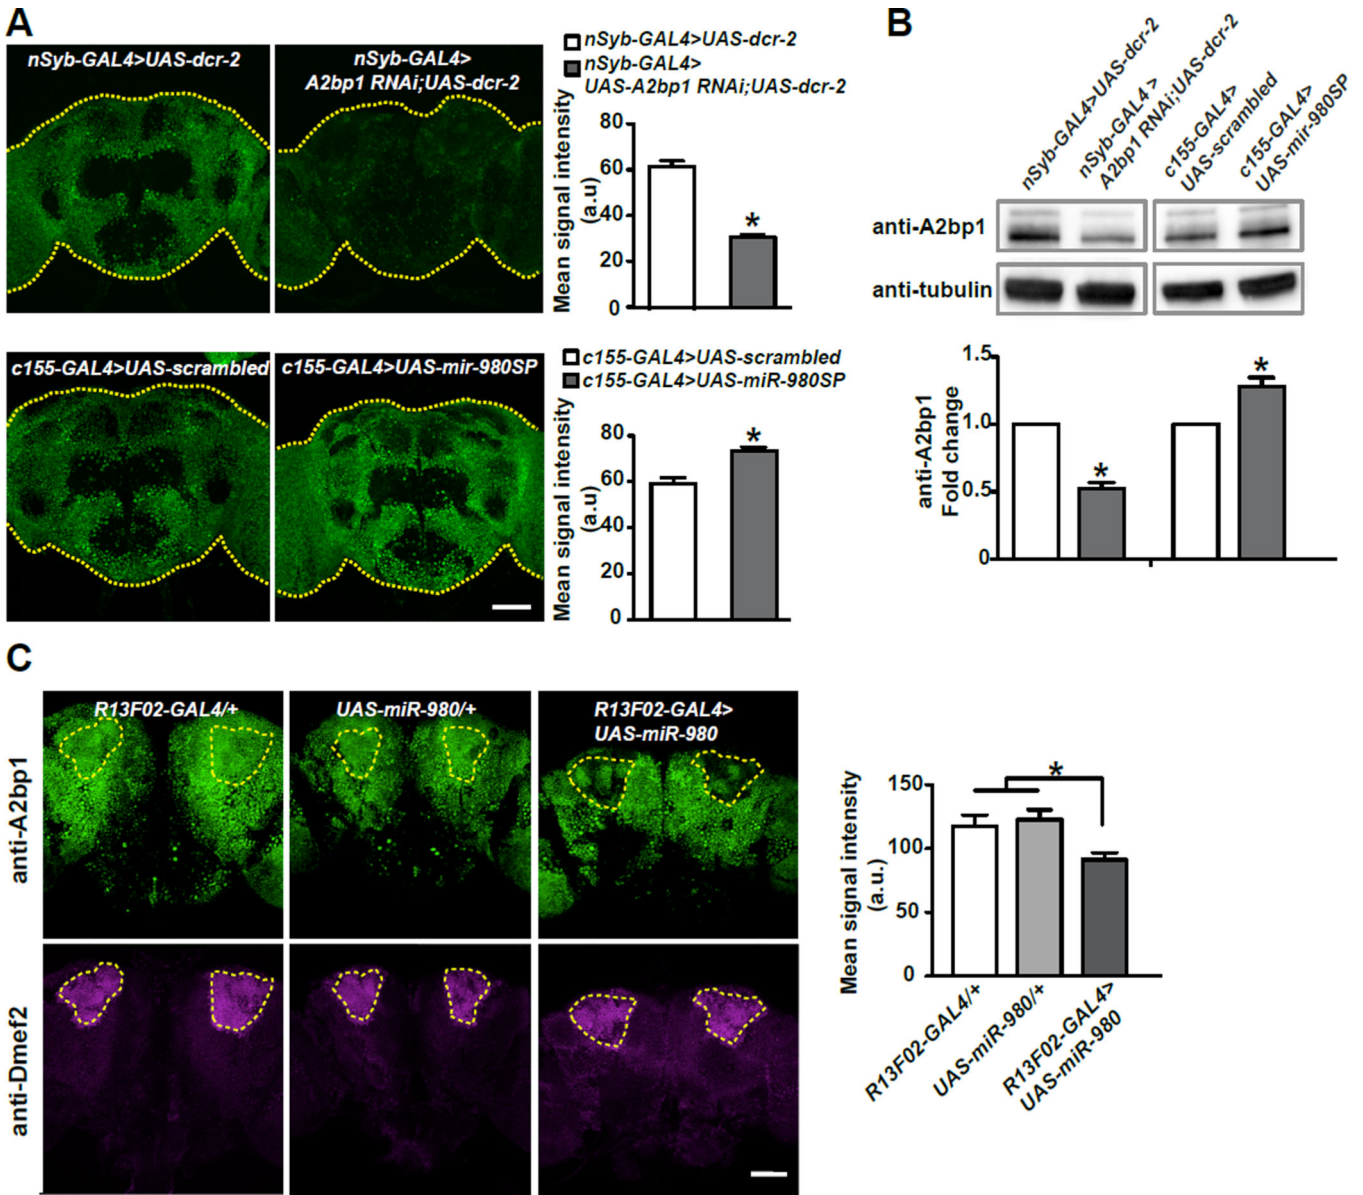 A
nSyb-GAL4>UAS-dcr-2
nSyb-GAL4>
A2bp1 RNAi;UAS-dcr-2
nSyb-GAL4>UAS-dcr-2
nSyb-GAL4>
UAS-A2bp1 RNAi;UAS-dcr-2
Mean signal intensity
(a.u)
80
60
40
20
0
*
c155-GAL4>UAS-scrambled
c155-GAL4>UAS-mir-980SP
c155-GAL4>UAS-scrambled
c155-GAL4>UAS-miR-980SP
Mean signal intensity
(a.u)
80
60
40
20
0
*
B
nSyb-GAL4>UAS-dcr-2
nSyb-GAL4 >
A2bp1 RNAi;UAS-dcr-2
c155-GAL4>
UAS-scrambled
c155-GAL4>
UAS-mir-980SP
anti-A2bp1
anti-tubulin
anti-A2bp1
Fold change
1.5
1.0
0.5
0
*
*
C
R13F02-GAL4/+
UAS-miR-980/+
R13F02-GAL4>
UAS-miR-980
anti-A2bp1
anti-Dmef2
Mean signal intensity
(a.u.)
150
100
50
0
*
R13F02-GAL4/+
UAS-miR-980/+
R13F02-GAL4>
UAS-miR-980